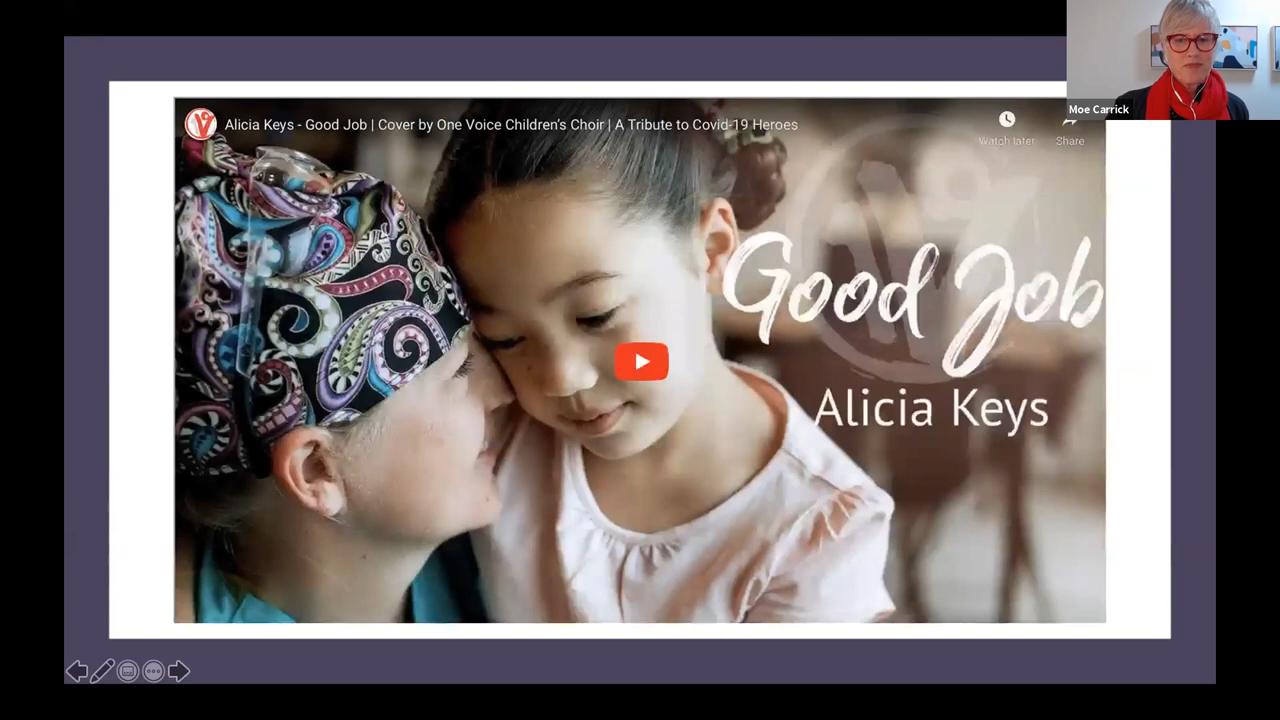 Alicia Keys - Good Job | Cover by One Voice Children's Choir | A Tribute to Covid-19 Heroes
Watch later
Share
Moe Carrick
Good Job
Alicia Keys